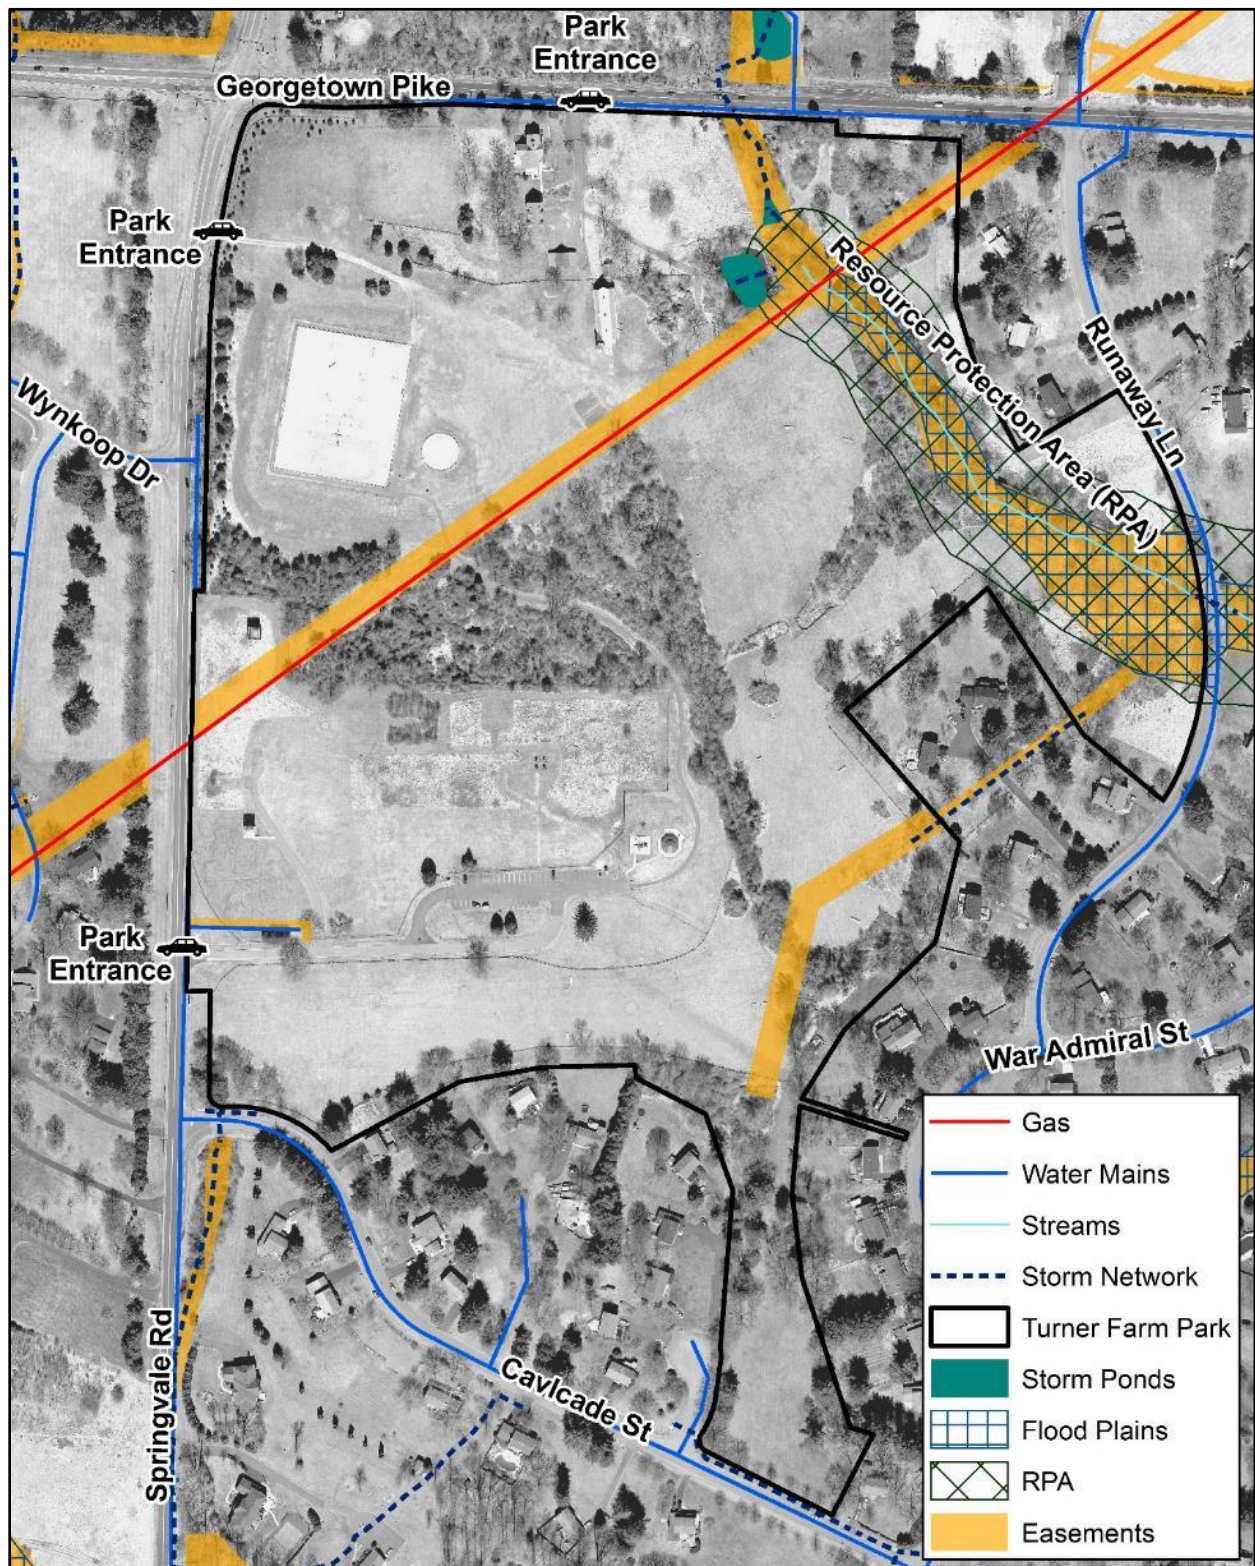 Park
Entrance
Georgetown Pike
Park
Entrance
Resource Protection Area (RPA)
Runaway Ln
Wynkoop Dr
Park
Entrance
War Admiral St
Springvale Rd
Cavlcade St
Gas
Water Mains
Streams
Storm Network
Turner Farm Park
Storm Ponds
Flood Plains
RPA
Easements